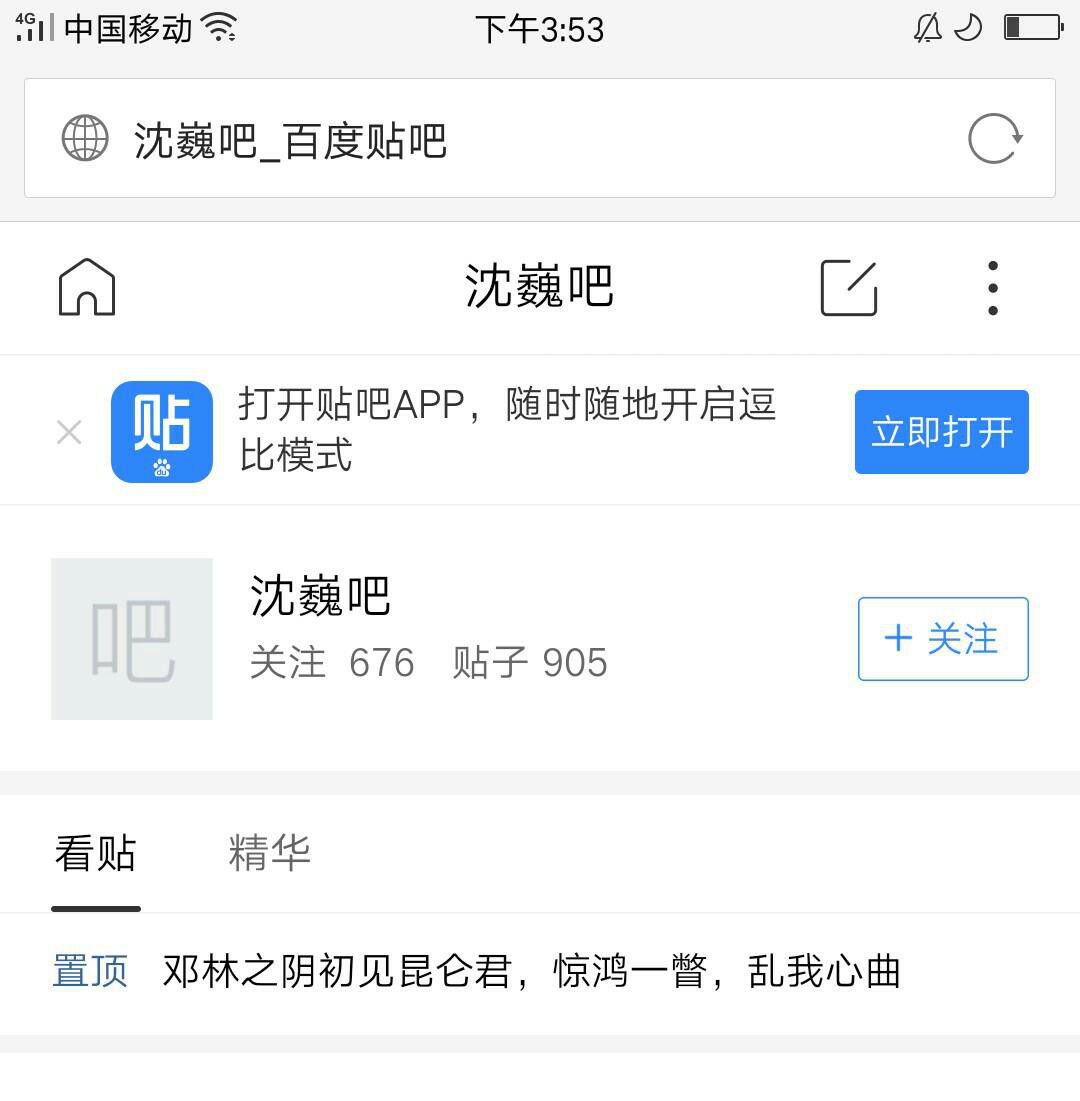 4G 中国移动 下午3:53
沈巍吧_百度贴吧
沈巍吧
贴
du
打开贴吧APP，随时随地开启逗
比模式
立即打开
吧
沈巍吧
关注 676 贴子 905
+ 关注
看贴 精华
置顶 邓林之阴初见昆仑君，惊鸿一瞥，乱我心曲